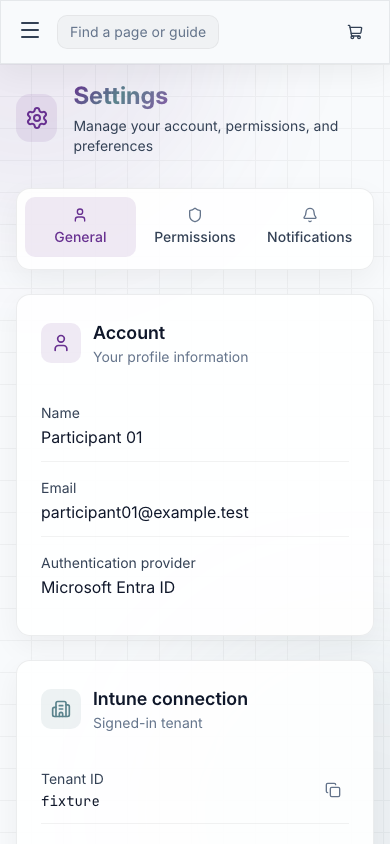 Find a page or guide
Settings
Manage your account, permissions, and
preferences
General
Permissions
Notifications
Account
Your profile information
Name
Participant 01
Email
participant01@example.test
Authentication provider
Microsoft Entra ID
Intune connection
Signed-in tenant
Tenant ID
fixture